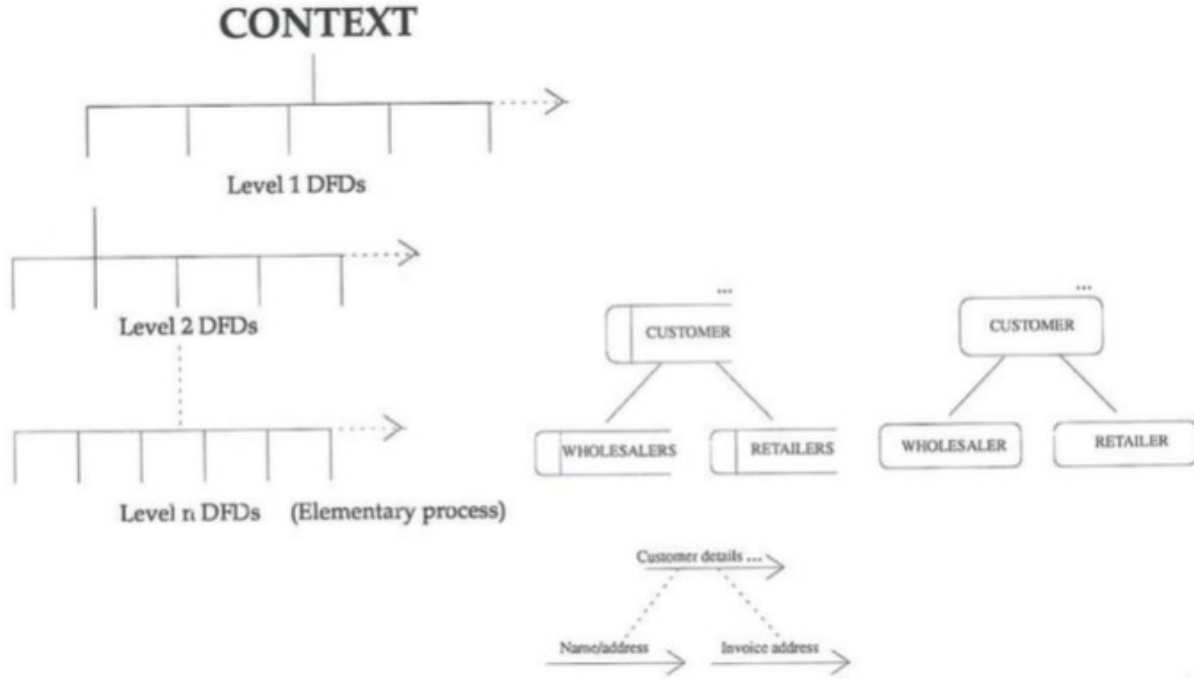 CONTEXT
Level 1 DFDs
Level 2 DFDs
Level n DFDs (Elementary process)
...
CUSTOMER
WHOLESALERS RETAILERS
...
CUSTOMER
WHOLESALER RETAILER
Customer details ...
Name/address Invoice address